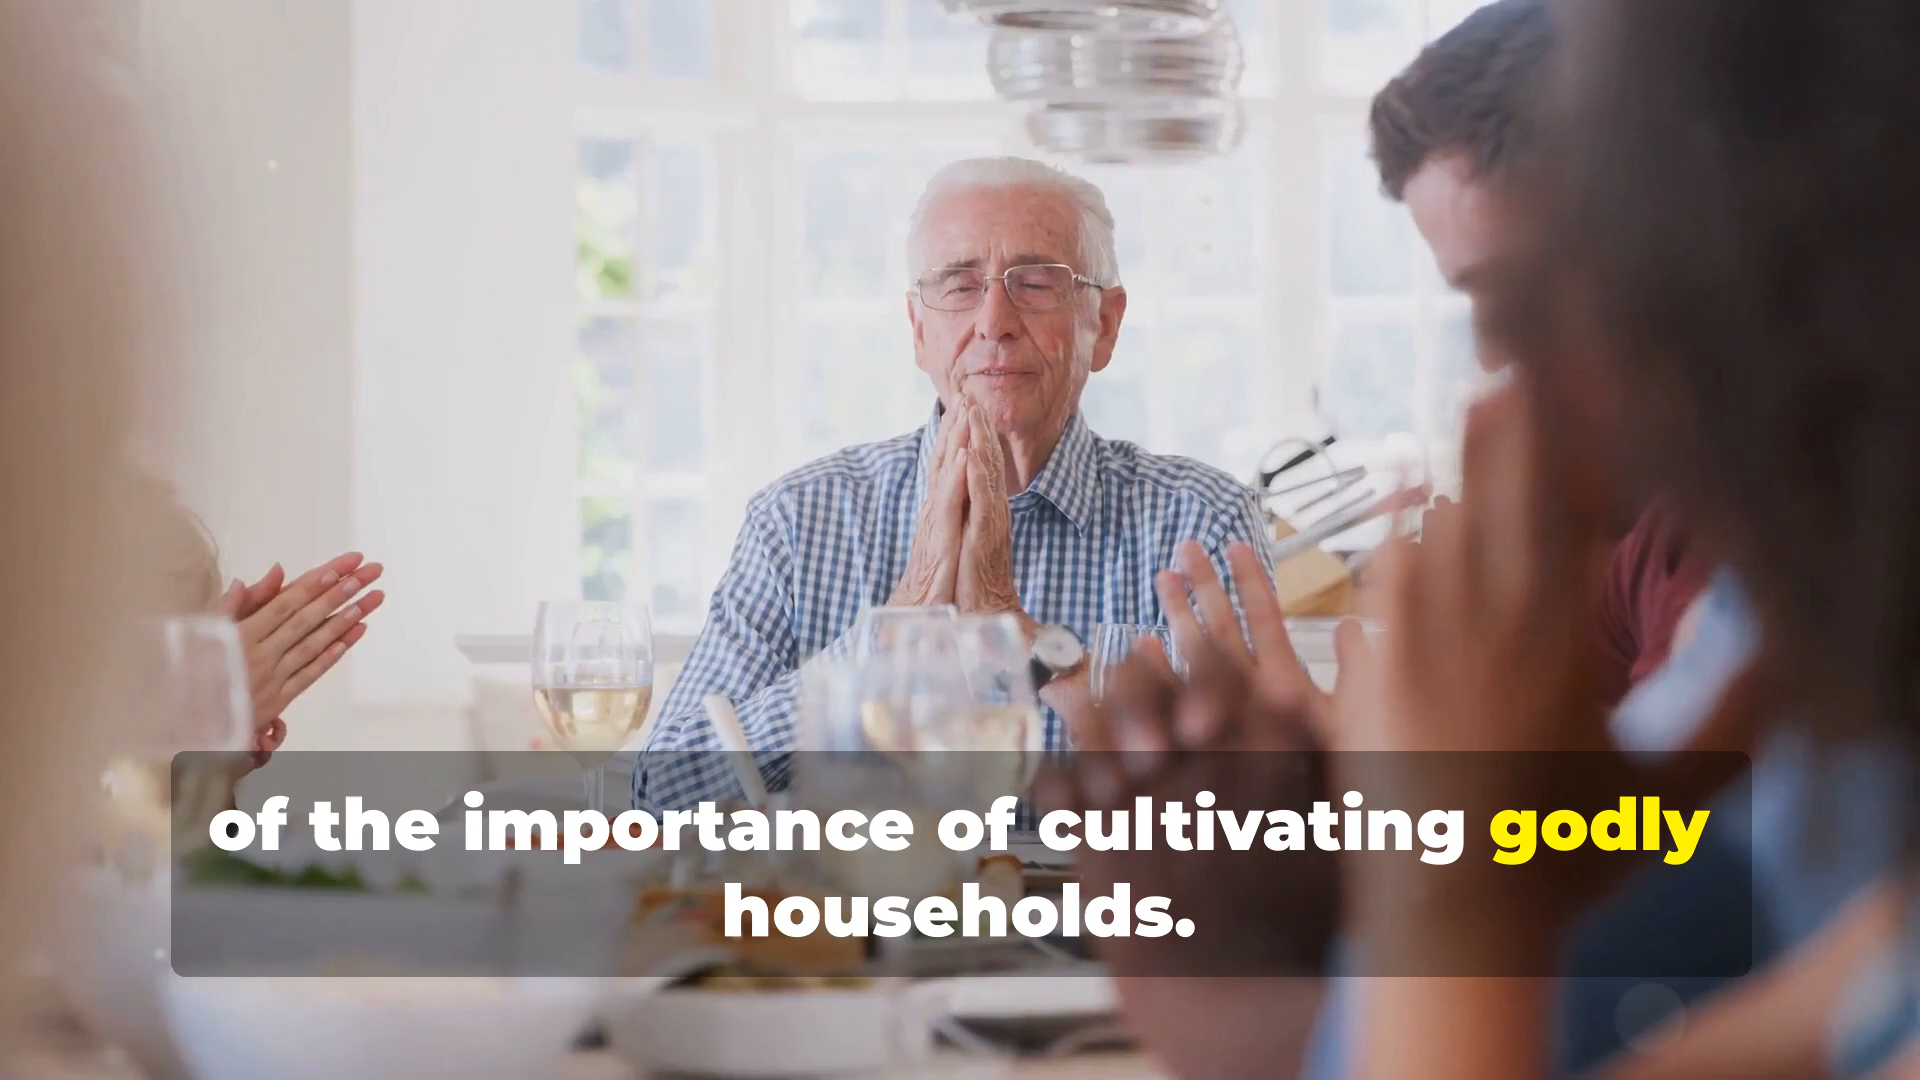 of the importance of cultivating godly
households.